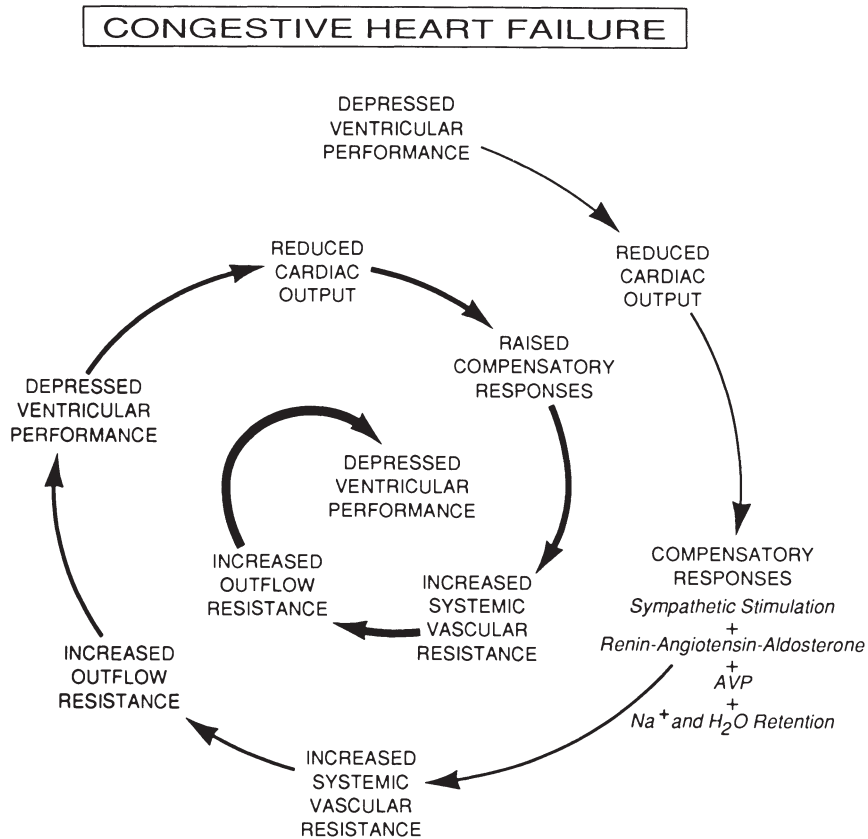 CONGESTIVE HEART FAILURE
DEPRESSED
VENTRICULAR
PERFORMANCE
REDUCED
CARDIAC
OUTPUT
COMPENSATORY
RESPONSES
Sympathetic Stimulation
+
Renin-Angiotensin-Aldosterone
+
AVP
+
Na⁺ and H₂O Retention
INCREASED
SYSTEMIC
VASCULAR
RESISTANCE
INCREASED
OUTFLOW
RESISTANCE
DEPRESSED
VENTRICULAR
PERFORMANCE
REDUCED
CARDIAC
OUTPUT
RAISED
COMPENSATORY
RESPONSES
INCREASED
SYSTEMIC
VASCULAR
RESISTANCE
INCREASED
OUTFLOW
RESISTANCE
DEPRESSED
VENTRICULAR
PERFORMANCE